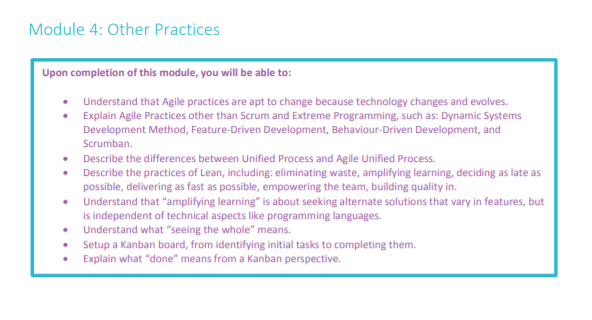 Module 4: Other Practices
Upon completion of this module, you will be able to:
• Understand that Agile practices are apt to change because technology changes and evolves.
• Explain Agile Practices other than Scrum and Extreme Programming, such as: Dynamic Systems
Development Method, Feature-Driven Development, Behaviour-Driven Development, and
Scrumban.
• Describe the differences between Unified Process and Agile Unified Process.
• Describe the practices of Lean, including: eliminating waste, amplifying learning, deciding as late as
possible, delivering as fast as possible, empowering the team, building quality in.
• Understand that “amplifying learning” is about seeking alternate solutions that vary in features, but
is independent of technical aspects like programming languages.
• Understand what “seeing the whole” means.
• Setup a Kanban board, from identifying initial tasks to completing them.
• Explain what “done” means from a Kanban perspective.